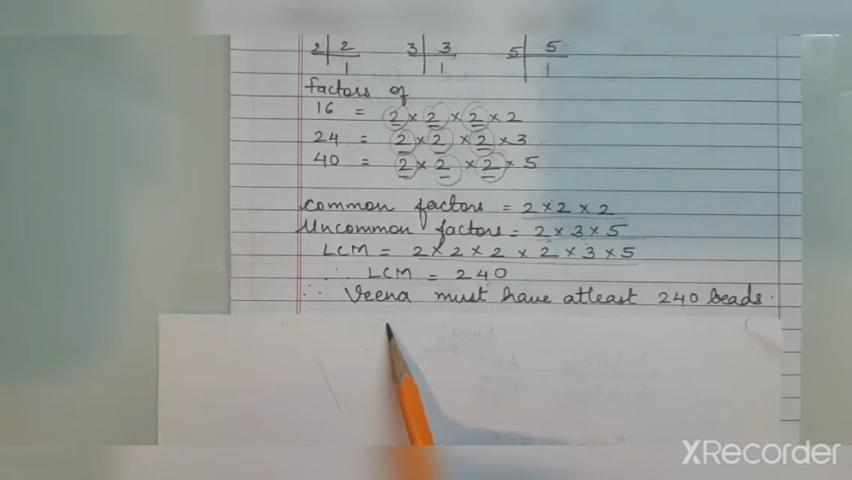 2 | 2 3 | 3 5 | 5
1 1 1
factors of
16 = 2 × 2 × 2 × 2
24 = 2 × 2 × 2 × 3
40 = 2 × 2 × 2 × 5
common factors = 2 × 2 × 2
Uncommon factors = 2 × 3 × 5
LCM = 2 × 2 × 2 × 2 × 3 × 5
∴ LCM = 240
∴ Veena must have atleast 240 beads.
XRecorder